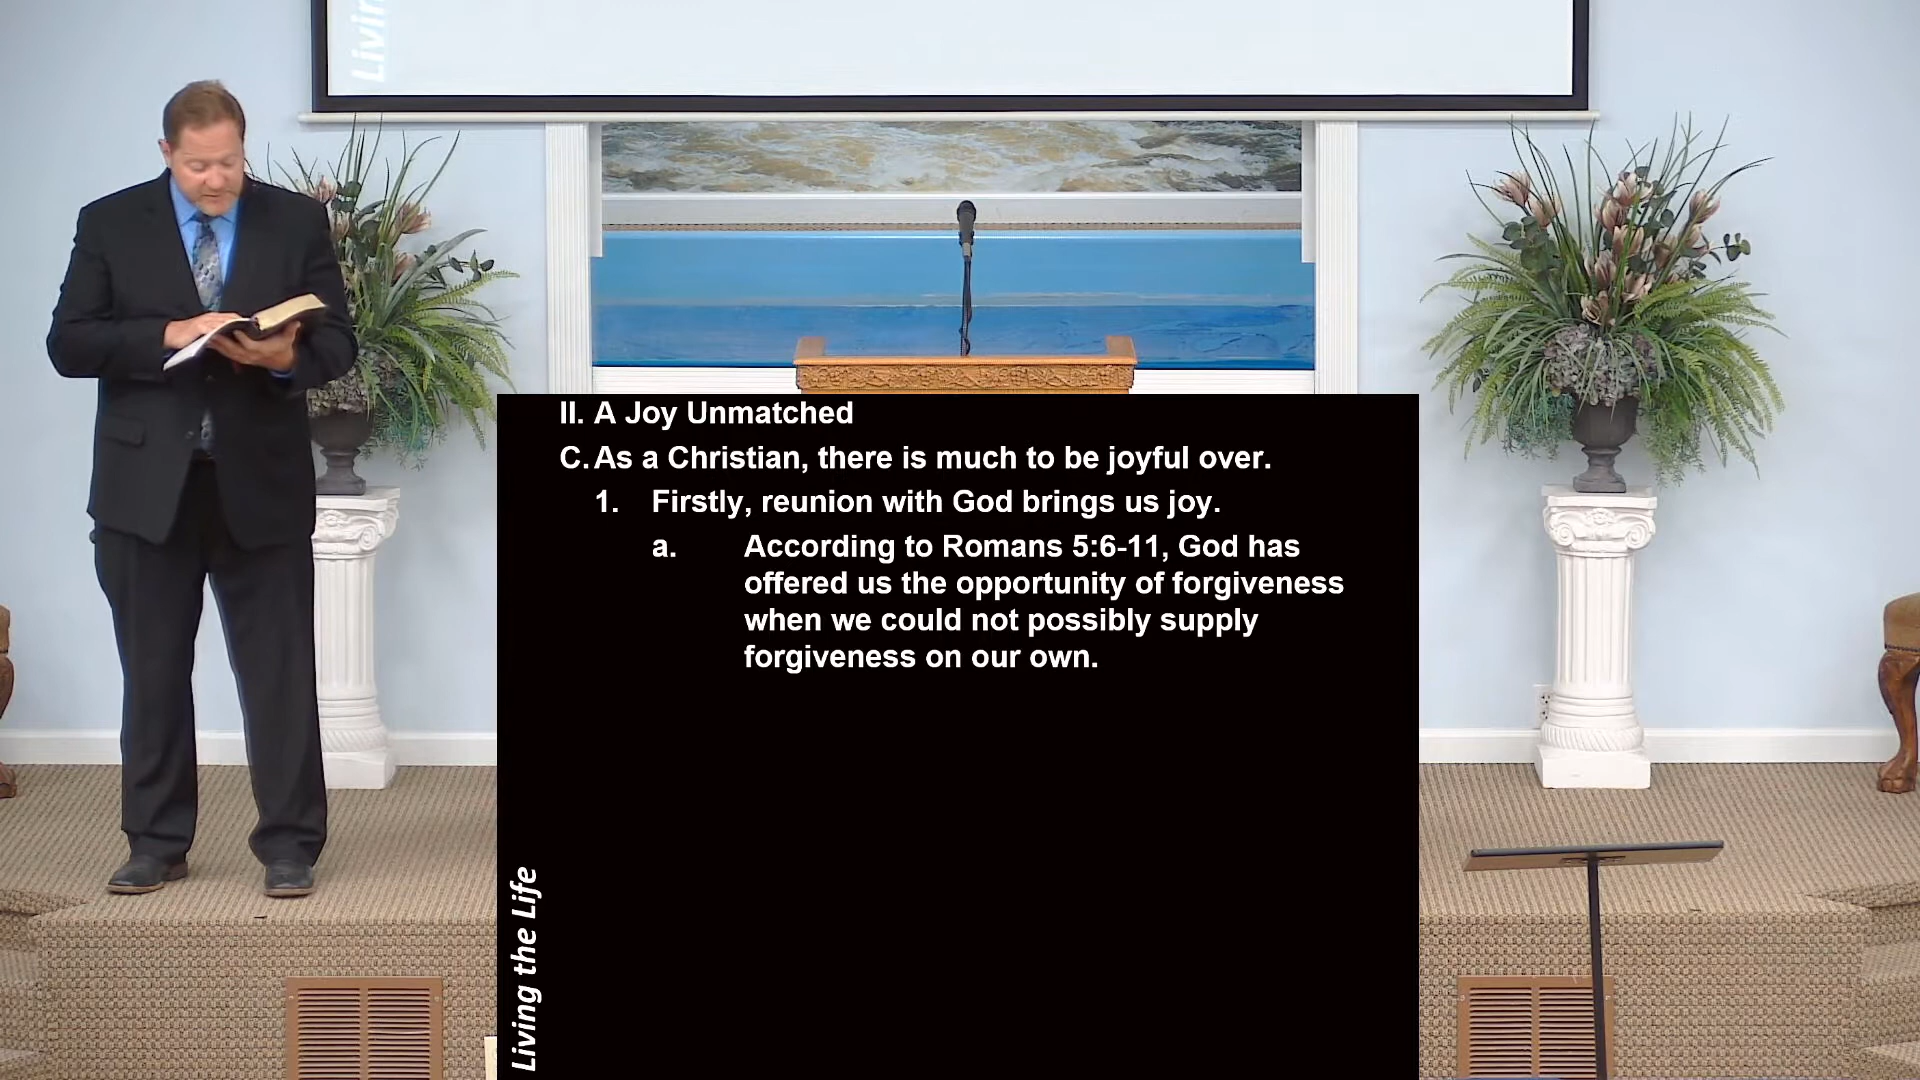 Livin
II. A Joy Unmatched
C. As a Christian, there is much to be joyful over.
1. Firstly, reunion with God brings us joy.
a. According to Romans 5:6-11, God has
offered us the opportunity of forgiveness
when we could not possibly supply
forgiveness on our own.
Living the Life